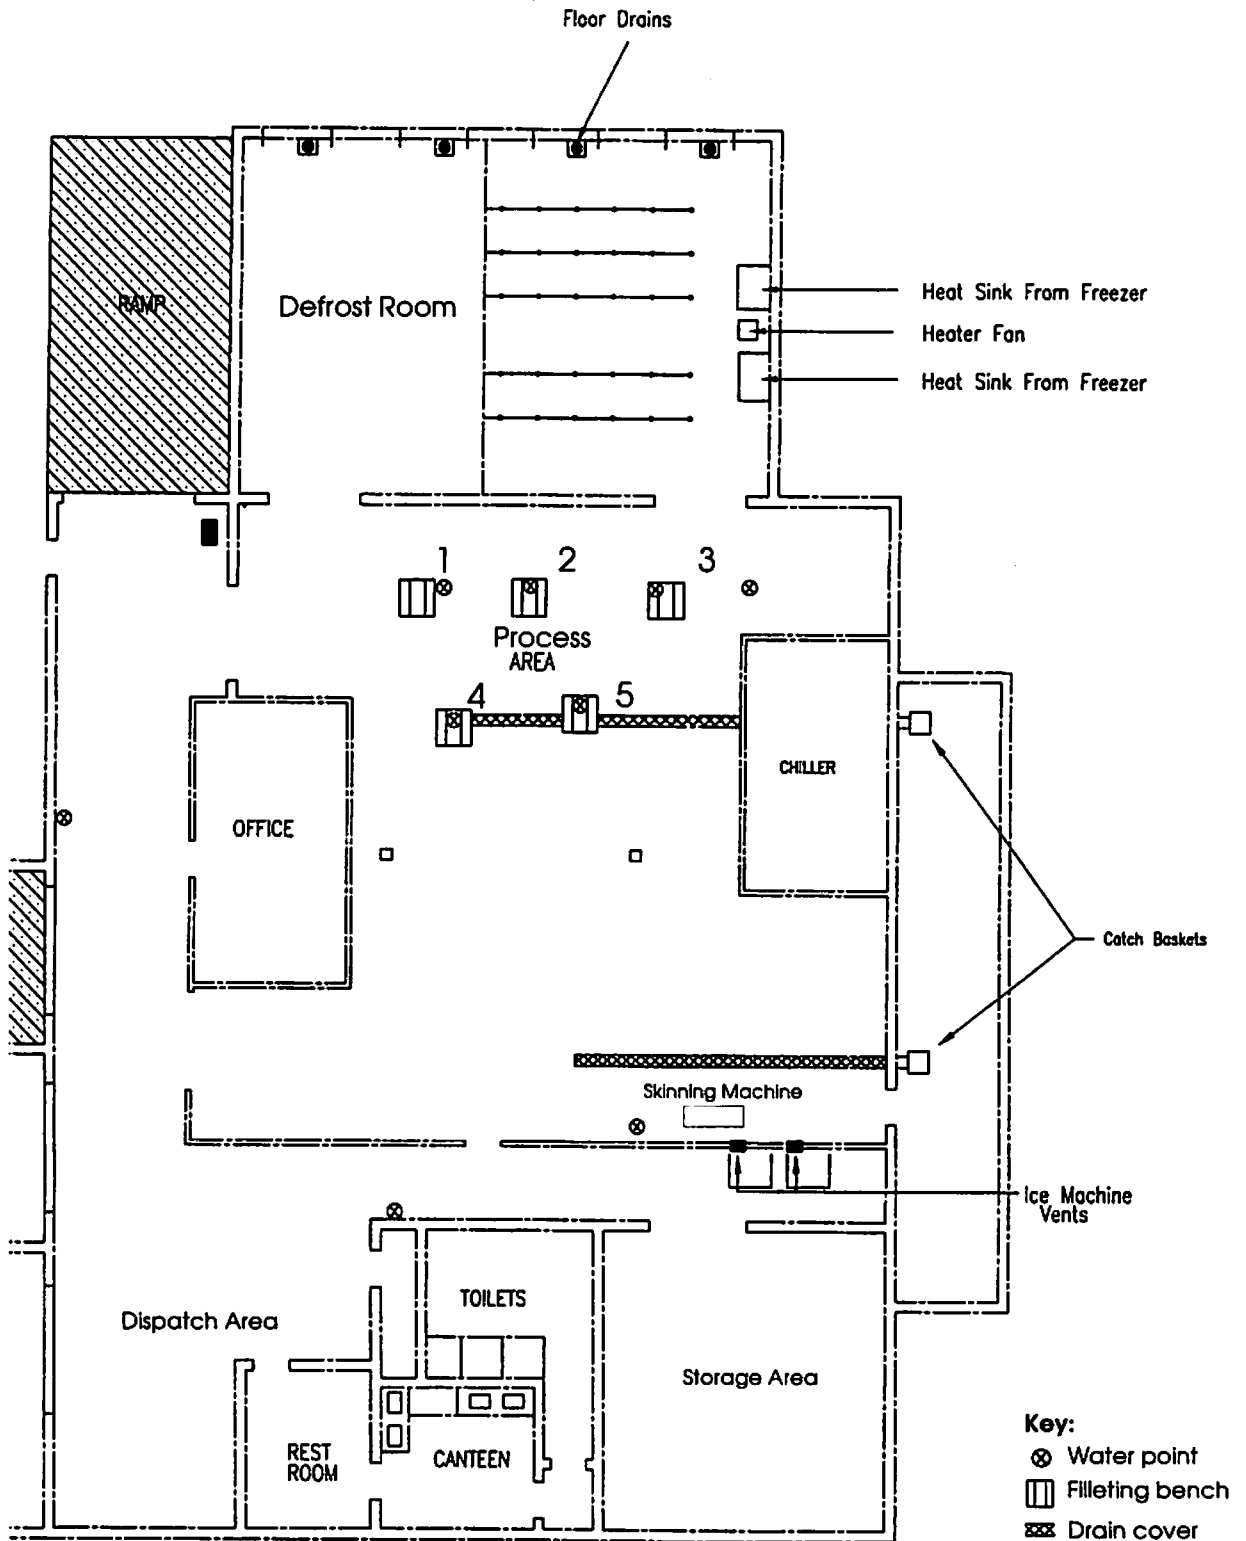 Floor Drains
RAMP
Defrost Room
Heat Sink From Freezer
Heater Fan
Heat Sink From Freezer
1
2
3
Process
AREA
4
5
CHILLER
OFFICE
Catch Baskets
Skinning Machine
Ice Machine
Vents
TOILETS
Dispatch Area
Storage Area
REST
ROOM
CANTEEN
Key:
Water point
Filleting bench
Drain cover